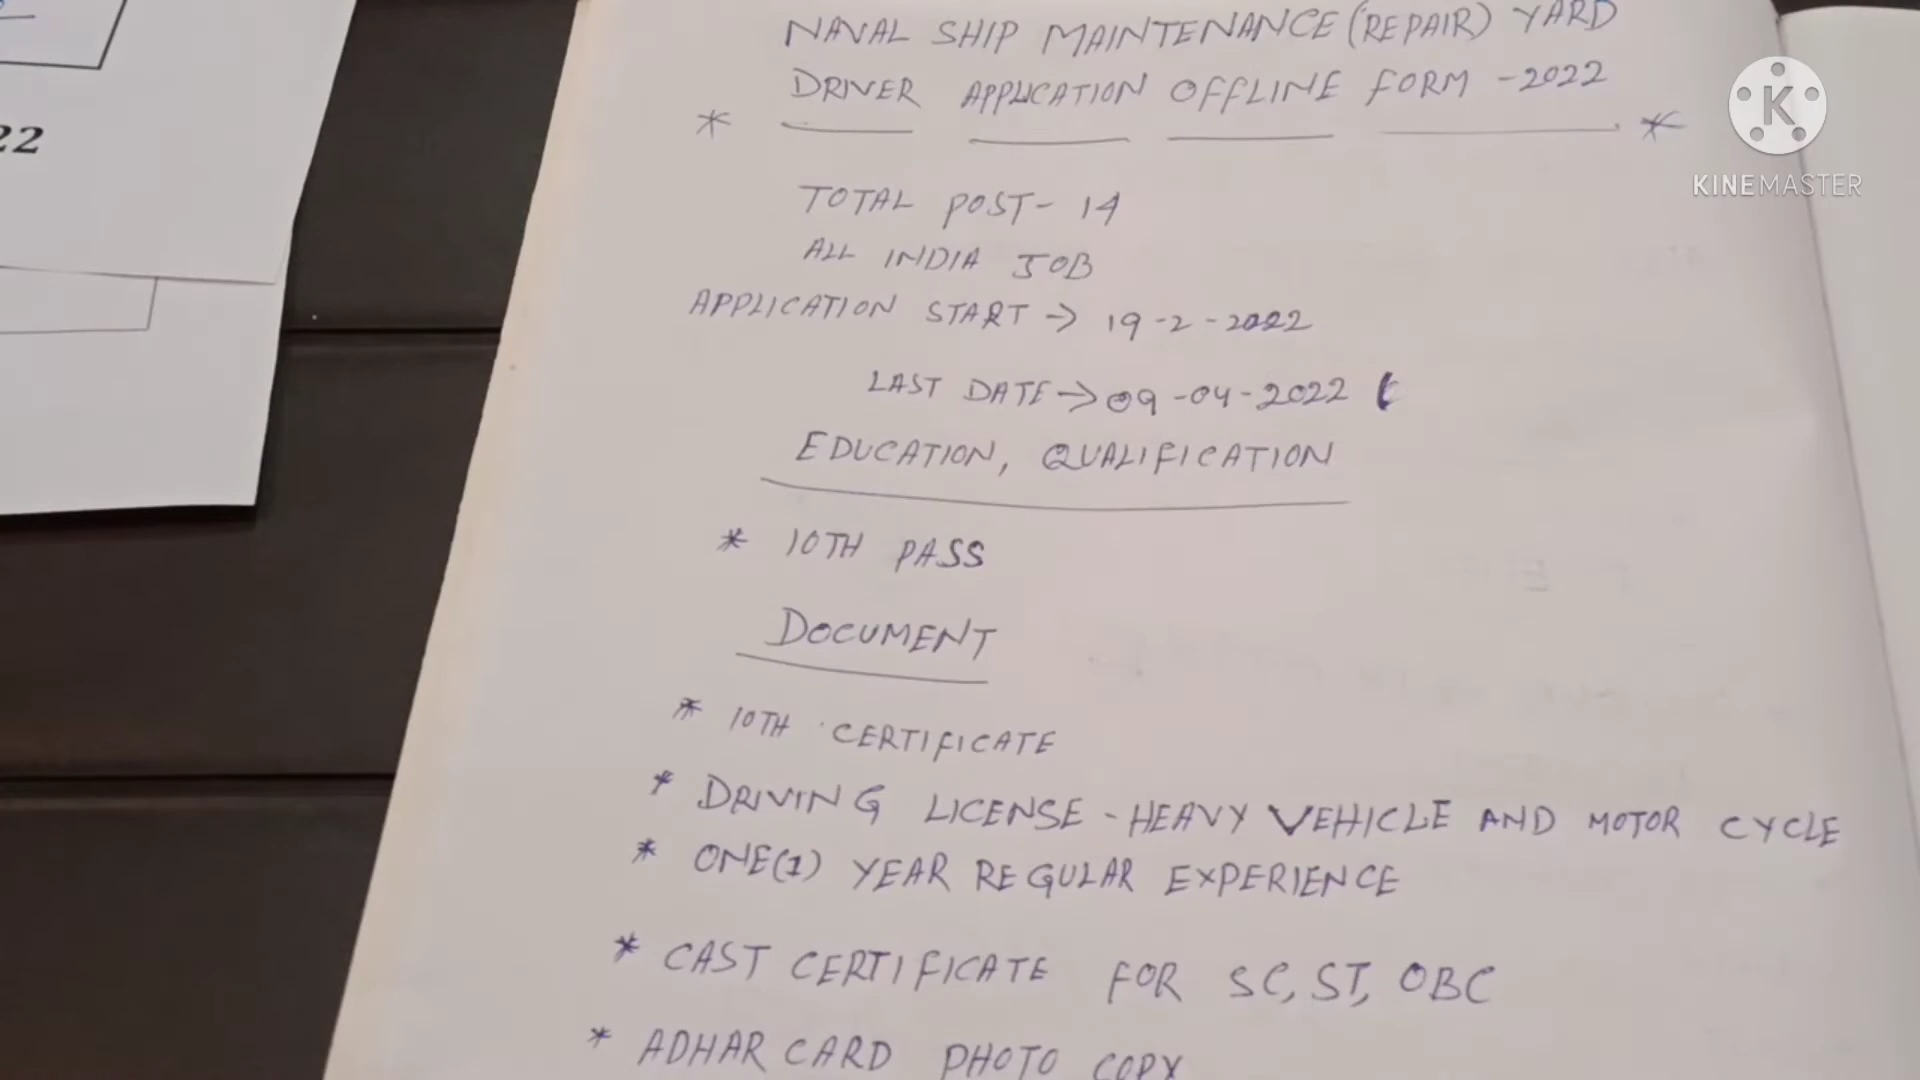 22
NAVAL SHIP MAINTENANCE (REPAIR) YARD
DRIVER APPLICATION OFFLINE FORM -2022
* *
TOTAL POST- 14
ALL INDIA JOB
APPLICATION START → 19-2-2022
LAST DATE → 09-04-2022 (
EDUCATION, QUALIFICATION
* 10TH PASS
DOCUMENT
* 10TH CERTIFICATE
* DRIVING LICENSE - HEAVY VEHICLE AND MOTOR CYCLE
* ONE(1) YEAR REGULAR EXPERIENCE
* CAST CERTIFICATE FOR SC, ST, OBC
* ADHAR CARD PHOTO COPY
K
KINEMASTER